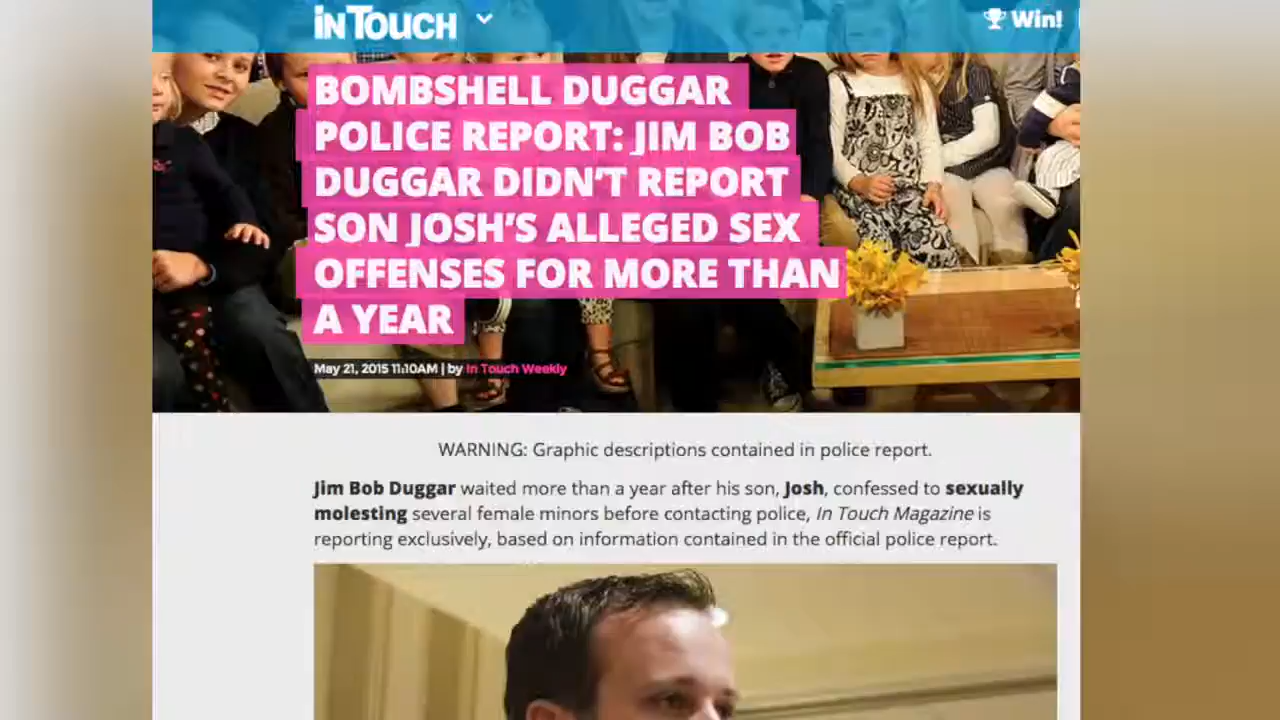 iNTOUCH
Win!
BOMBSHELL DUGGAR
POLICE REPORT: JIM BOB
DUGGAR DIDN'T REPORT
SON JOSH'S ALLEGED SEX
OFFENSES FOR MORE THAN
A YEAR
May 21, 2015 11:10AM | by In Touch Weekly
WARNING: Graphic descriptions contained in police report.
Jim Bob Duggar waited more than a year after his son, Josh, confessed to sexually
molesting several female minors before contacting police, In Touch Magazine is
reporting exclusively, based on information contained in the official police report.